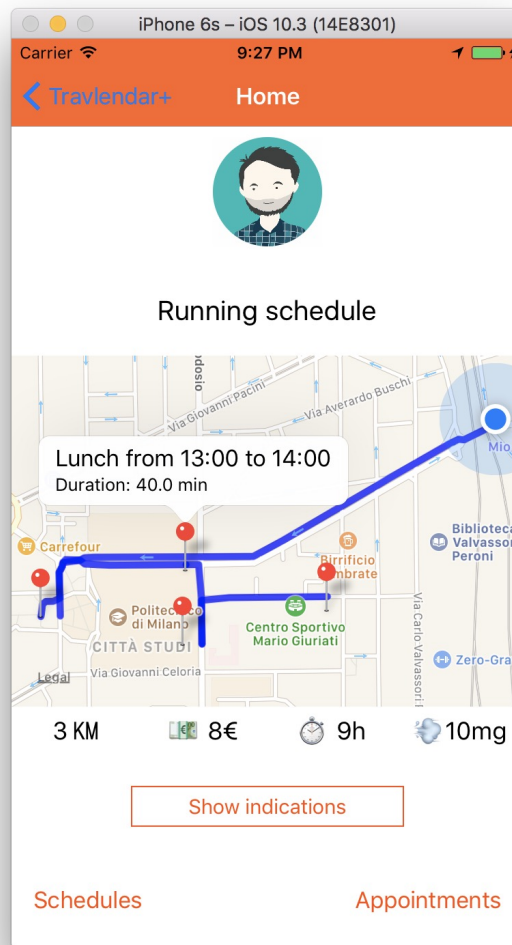 iPhone 6s – iOS 10.3 (14E8301)
Carrier 9:27 PM
Travlendar+ Home
Running schedule
Via Giovanni Pacini
Via Averardo Buschi
Lunch from 13:00 to 14:00
Duration: 40.0 min
Carrefour
Politecnico
di Milano
CITTÀ STUDI
Via Giovanni Celoria
Legal
Centro Sportivo
Mario Giuriati
Birrificio
Via Carlo Valvassori
Valvassor
Peroni
Zero-Gra
3 KM 8€ 9h 10mg
Show indications
Schedules Appointments